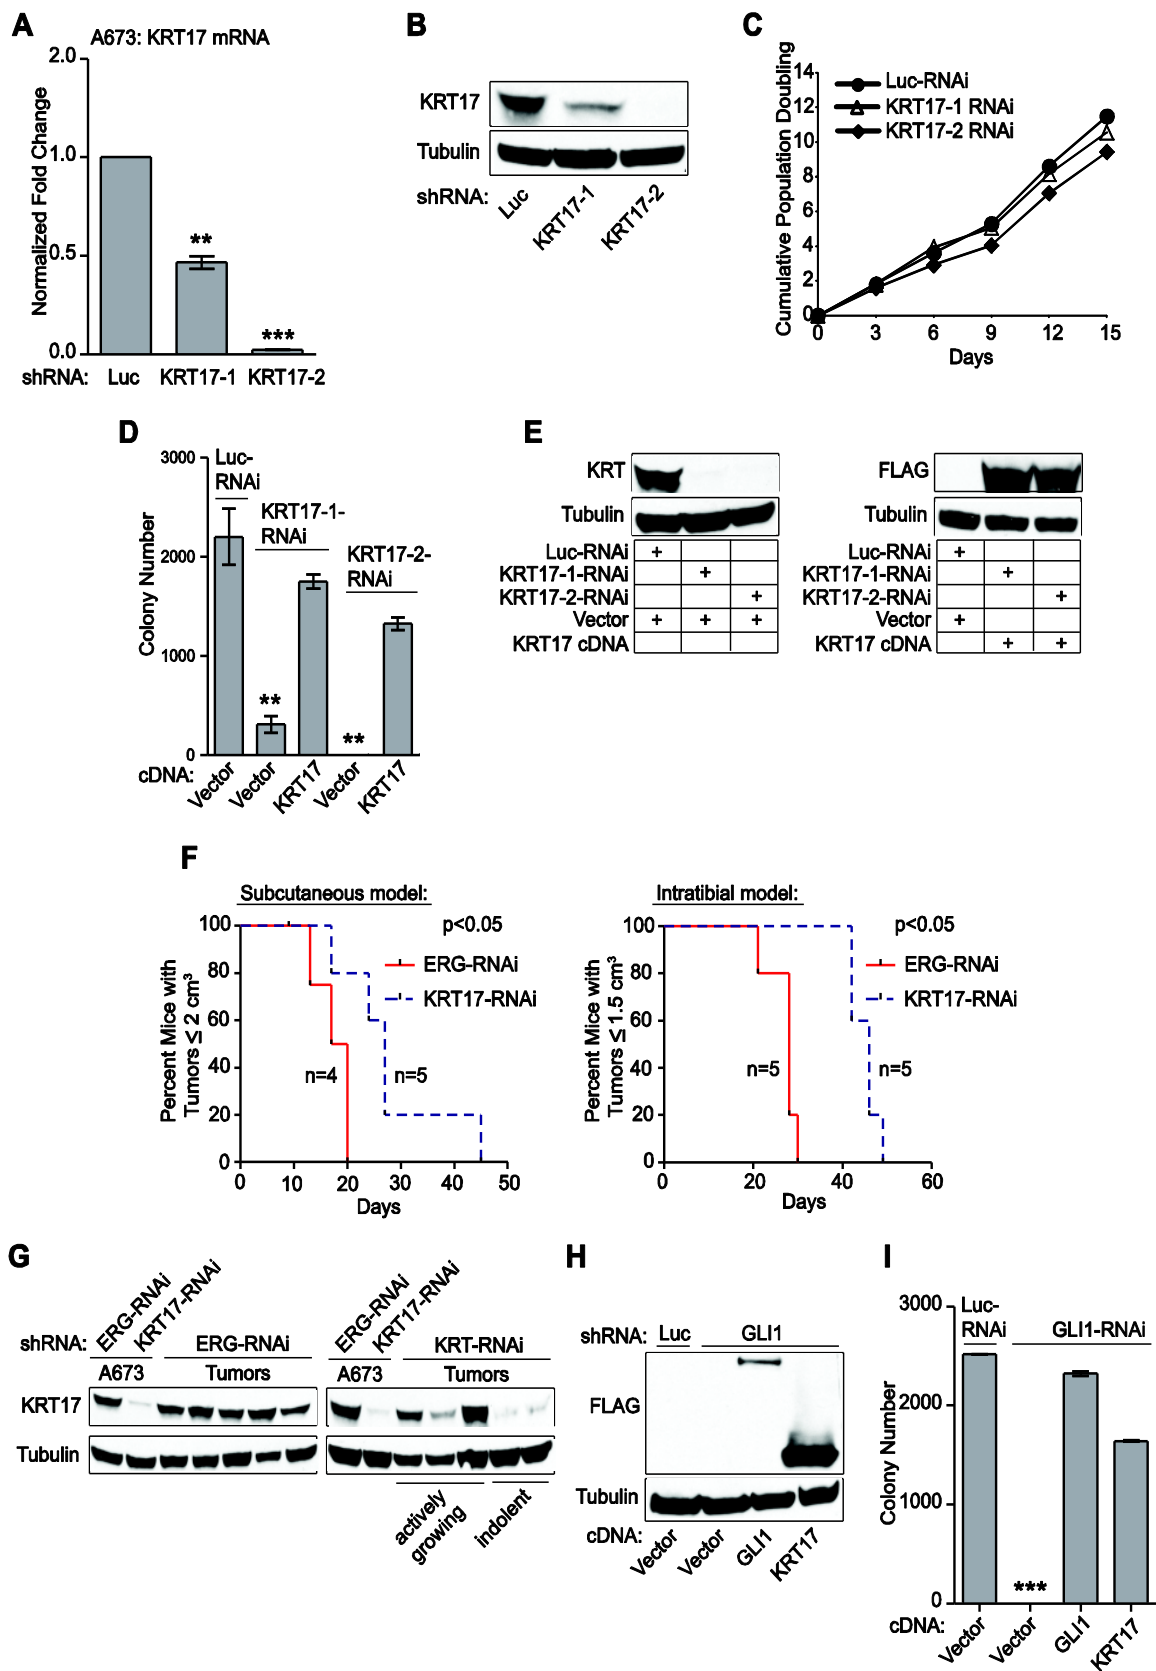 A
A673: KRT17 mRNA
Normalized Fold Change
2.0
1.0
0.5
0.0
** 
***
shRNA: Luc KRT17-1 KRT17-2
B
KRT17
Tubulin
shRNA: Luc KRT17-1 KRT17-2
C
Cumulative Population Doubling
14
12
10
8
6
4
2
0
Luc-RNAi
KRT17-1 RNAi
KRT17-2 RNAi
0 3 6 9 12 15
Days
D
Colony Number
3000
2000
1000
0
Luc-
RNAi
KRT17-1-
RNAi
KRT17-2-
RNAi
**
**
cDNA: Vector Vector KRT17 Vector KRT17
E
KRT
Tubulin
Luc-RNAi +
KRT17-1-RNAi +
KRT17-2-RNAi +
Vector + + +
KRT17 cDNA
FLAG
Tubulin
Luc-RNAi +
KRT17-1-RNAi +
KRT17-2-RNAi +
Vector +
KRT17 cDNA + +
F
Subcutaneous model:
Percent Mice with
Tumors ≤ 2 cm³
100
80
60
40
20
0
p<0.05
ERG-RNAi
KRT17-RNAi
n=4
n=5
0 10 20 30 40 50
Days
Intratibial model:
Percent Mice with
Tumors ≤ 1.5 cm³
100
80
60
40
20
0
p<0.05
ERG-RNAi
KRT17-RNAi
n=5
n=5
0 20 40 60
Days
G
shRNA: ERG-RNAi KRT17-RNAi ERG-RNAi
A673 Tumors
ERG-RNAi KRT17-RNAi KRT-RNAi
A673 Tumors
KRT17
Tubulin
actively
growing
indolent
H
shRNA: Luc GLI1
FLAG
Tubulin
cDNA: Vector Vector GLI1 KRT17
I
Colony Number
3000
2000
1000
0
Luc-
RNAi
GLI1-RNAi
***
cDNA: Vector Vector GLI1 KRT17